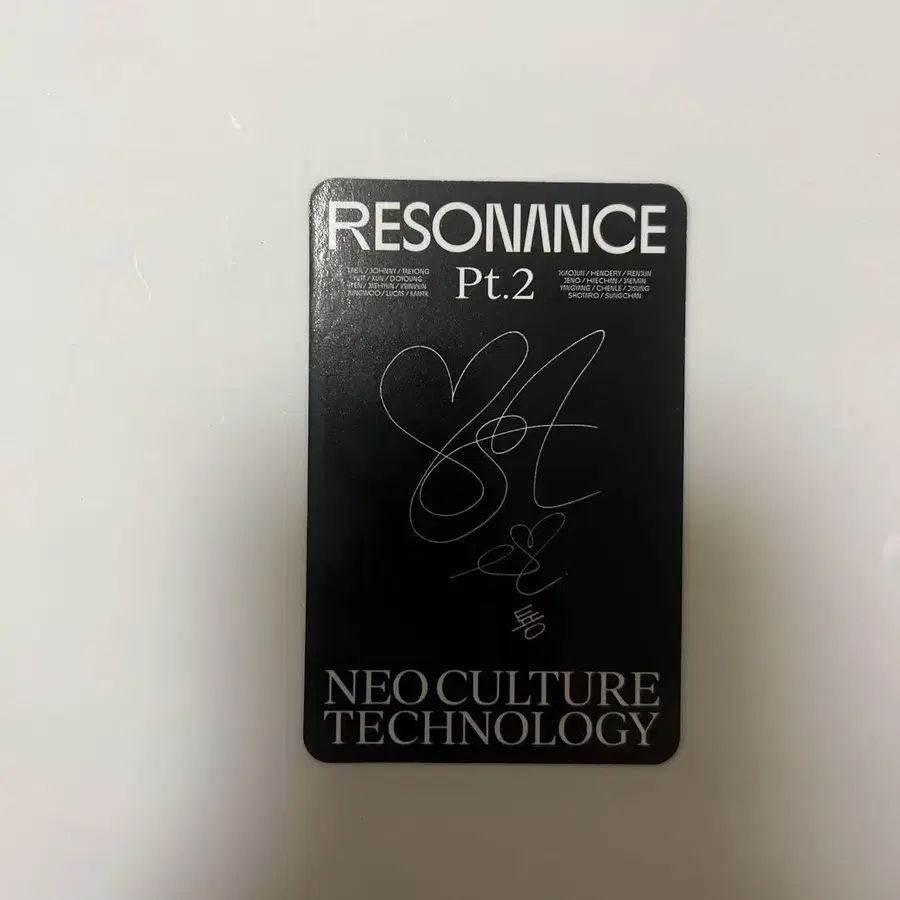 RESONANCE
Pt.2
TAEIL / JOHNNY / TAEYONG
YUTA / KUN / DOYOUNG
TEN / JAEHYUN / WINWIN
JUNGWOO / LUCAS / MARK
XIAOJUN / HENDERY / RENJUN
JENO / HAECHAN / JAEMIN
YANGYANG / CHENLE / JISUNG
SHOTARO / SUNGCHAN
NEO CULTURE
TECHNOLOGY